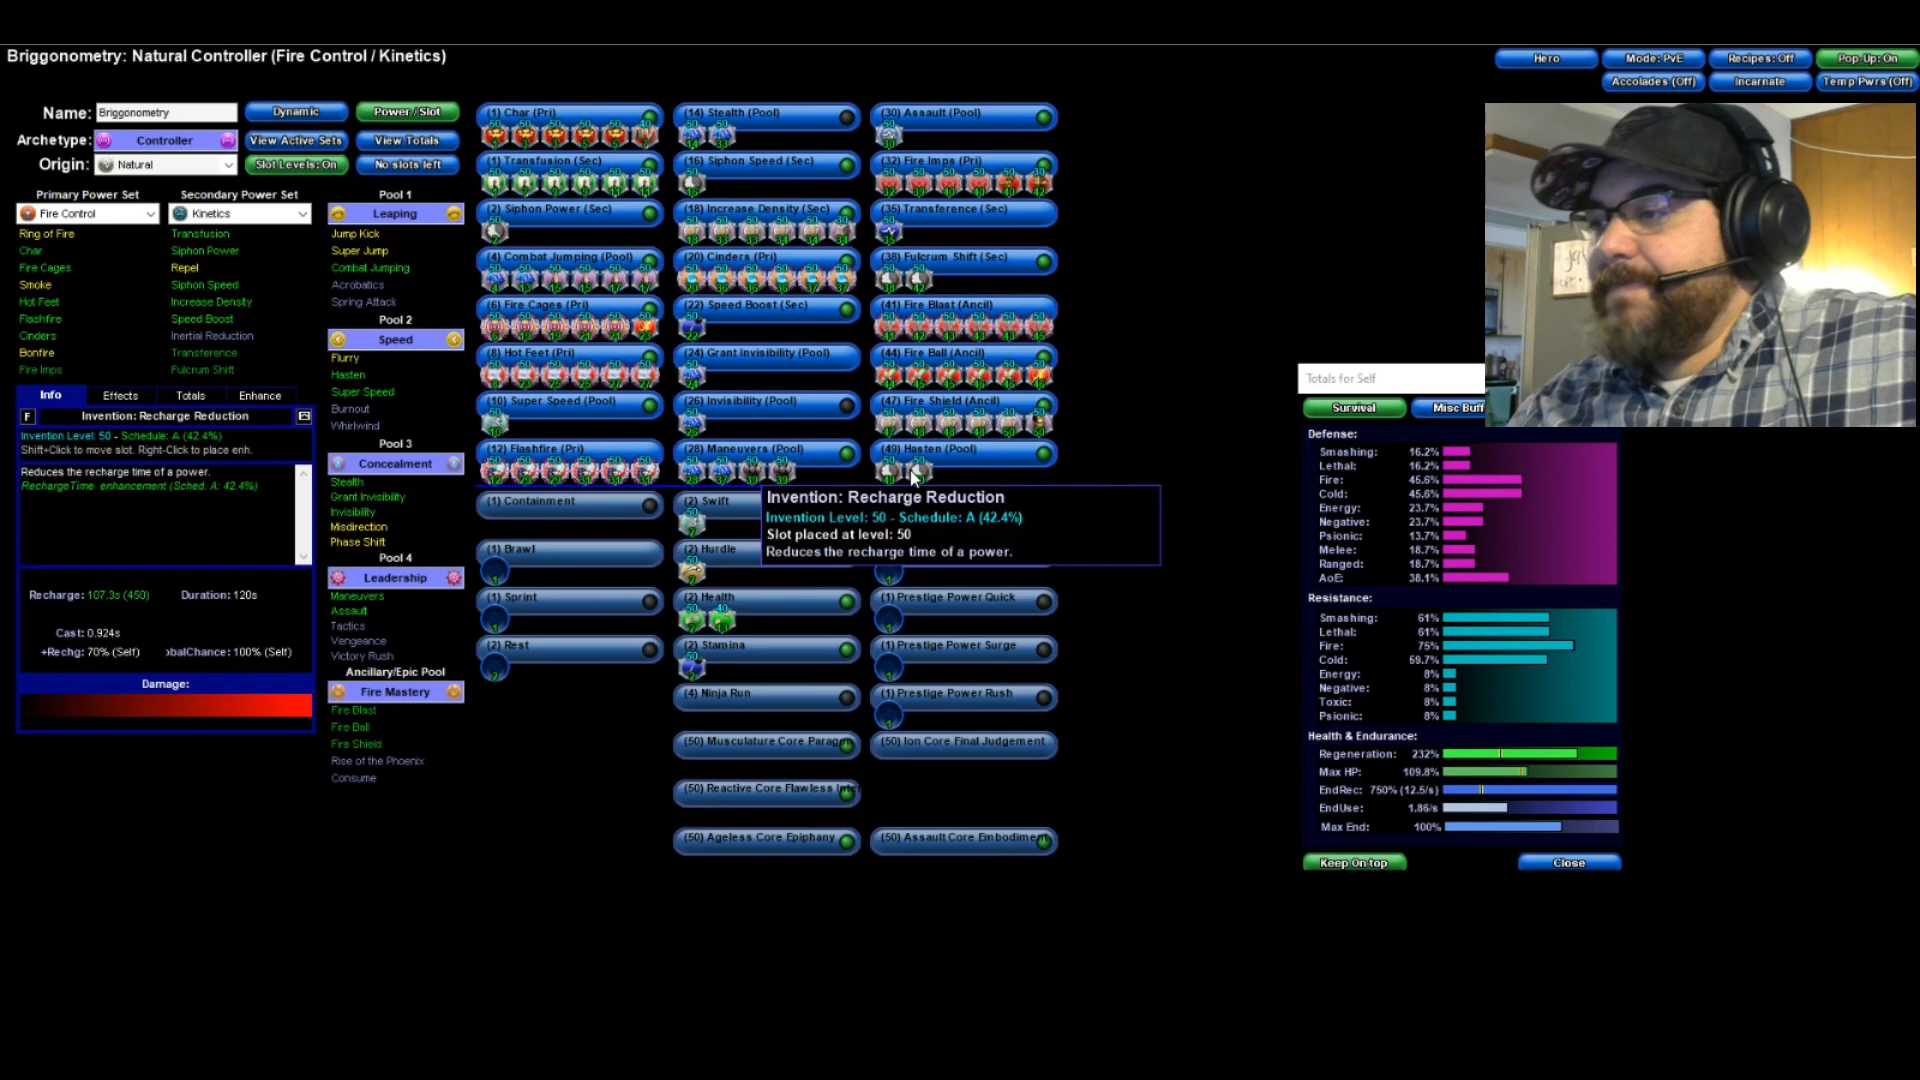 Briggonometry: Natural Controller (Fire Control / Kinetics)
Hero
Mode: PvE
Recipes: Off
Pop-Up: On
Accolades (Off)
Incarnate
Temp Pwrs (Off)
Name:
Briggonometry
Dynamic
Power / Slot
Archetype:
Controller
View Active Sets
View Totals
Origin:
Natural
Slot Levels: On
No slots left
Primary Power Set
Secondary Power Set
Fire Control
Kinetics
Ring of Fire
Char
Fire Cages
Smoke
Hot Feet
Flashfire
Cinders
Bonfire
Fire Imps
Transfusion
Siphon Power
Repel
Siphon Speed
Increase Density
Speed Boost
Inertial Reduction
Transference
Fulcrum Shift
Pool 1
Leaping
Jump Kick
Super Jump
Combat Jumping
Acrobatics
Spring Attack
Pool 2
Speed
Flurry
Hasten
Super Speed
Burnout
Whirlwind
Pool 3
Concealment
Stealth
Grant Invisibility
Invisibility
Misdirection
Phase Shift
Pool 4
Leadership
Maneuvers
Assault
Tactics
Vengeance
Victory Rush
Ancillary/Epic Pool
Fire Mastery
Fire Blast
Fire Ball
Fire Shield
Rise of the Phoenix
Consume
Info
Effects
Totals
Enhance
F
Invention: Recharge Reduction
Invention Level: 50 - Schedule: A (42.4%)
Shift+Click to move slot. Right-Click to place enh.
Reduces the recharge time of a power.
RechargeTime enhancement (Sched. A: 42.4%)
Recharge: 107.3s (450)
Duration: 120s
Cast: 0.924s
+Rechg: 70% (Self)
obalChance: 100% (Self)
Damage:
(1) Char (Pri)
(1) Transfusion (Sec)
(2) Siphon Power (Sec)
(4) Combat Jumping (Pool)
(6) Fire Cages (Pri)
(8) Hot Feet (Pri)
(10) Super Speed (Pool)
(12) Flashfire (Pri)
(14) Stealth (Pool)
(16) Siphon Speed (Sec)
(18) Increase Density (Sec)
(20) Cinders (Pri)
(22) Speed Boost (Sec)
(24) Grant Invisibility (Pool)
(26) Invisibility (Pool)
(28) Maneuvers (Pool)
(30) Assault (Pool)
(32) Fire Imps (Pri)
(35) Transference (Sec)
(38) Fulcrum Shift (Sec)
(41) Fire Blast (Ancil)
(44) Fire Ball (Ancil)
(47) Fire Shield (Ancil)
(49) Hasten (Pool)
Invention: Recharge Reduction
Invention Level: 50 - Schedule: A (42.4%)
Slot placed at level: 50
Reduces the recharge time of a power.
(1) Containment
(1) Brawl
(1) Sprint
(2) Rest
(2) Swift
(2) Hurdle
(2) Health
(2) Stamina
(4) Ninja Run
(1) Prestige Power Quick
(1) Prestige Power Surge
(1) Prestige Power Rush
(50) Musculature Core Paragon
(50) Ion Core Final Judgement
(50) Reactive Core Flawless Inte
(50) Ageless Core Epiphany
(50) Assault Core Embodiment
Totals for Self
Survival
Misc Buff
Defense:
Smashing: 16.2%
Lethal: 16.2%
Fire: 45.6%
Cold: 45.6%
Energy: 23.7%
Negative: 23.7%
Psionic: 13.7%
Melee: 18.7%
Ranged: 18.7%
AoE: 38.1%
Resistance:
Smashing: 61%
Lethal: 61%
Fire: 75%
Cold: 59.7%
Energy: 8%
Negative: 8%
Toxic: 8%
Psionic: 8%
Health & Endurance:
Regeneration: 232%
Max HP: 109.8%
EndRec: 750% (12.5/s)
EndUse: 1.86/s
Max End: 100%
Keep On top
Close